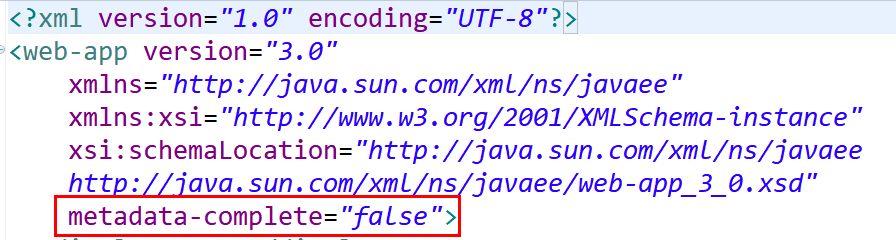 <?xml version="1.0" encoding="UTF-8"?>
<web-app version="3.0"
xmlns="http://java.sun.com/xml/ns/javaee"
xmlns:xsi="http://www.w3.org/2001/XMLSchema-instance"
xsi:schemaLocation="http://java.sun.com/xml/ns/javaee
http://java.sun.com/xml/ns/javaee/web-app_3_0.xsd"
metadata-complete="false">